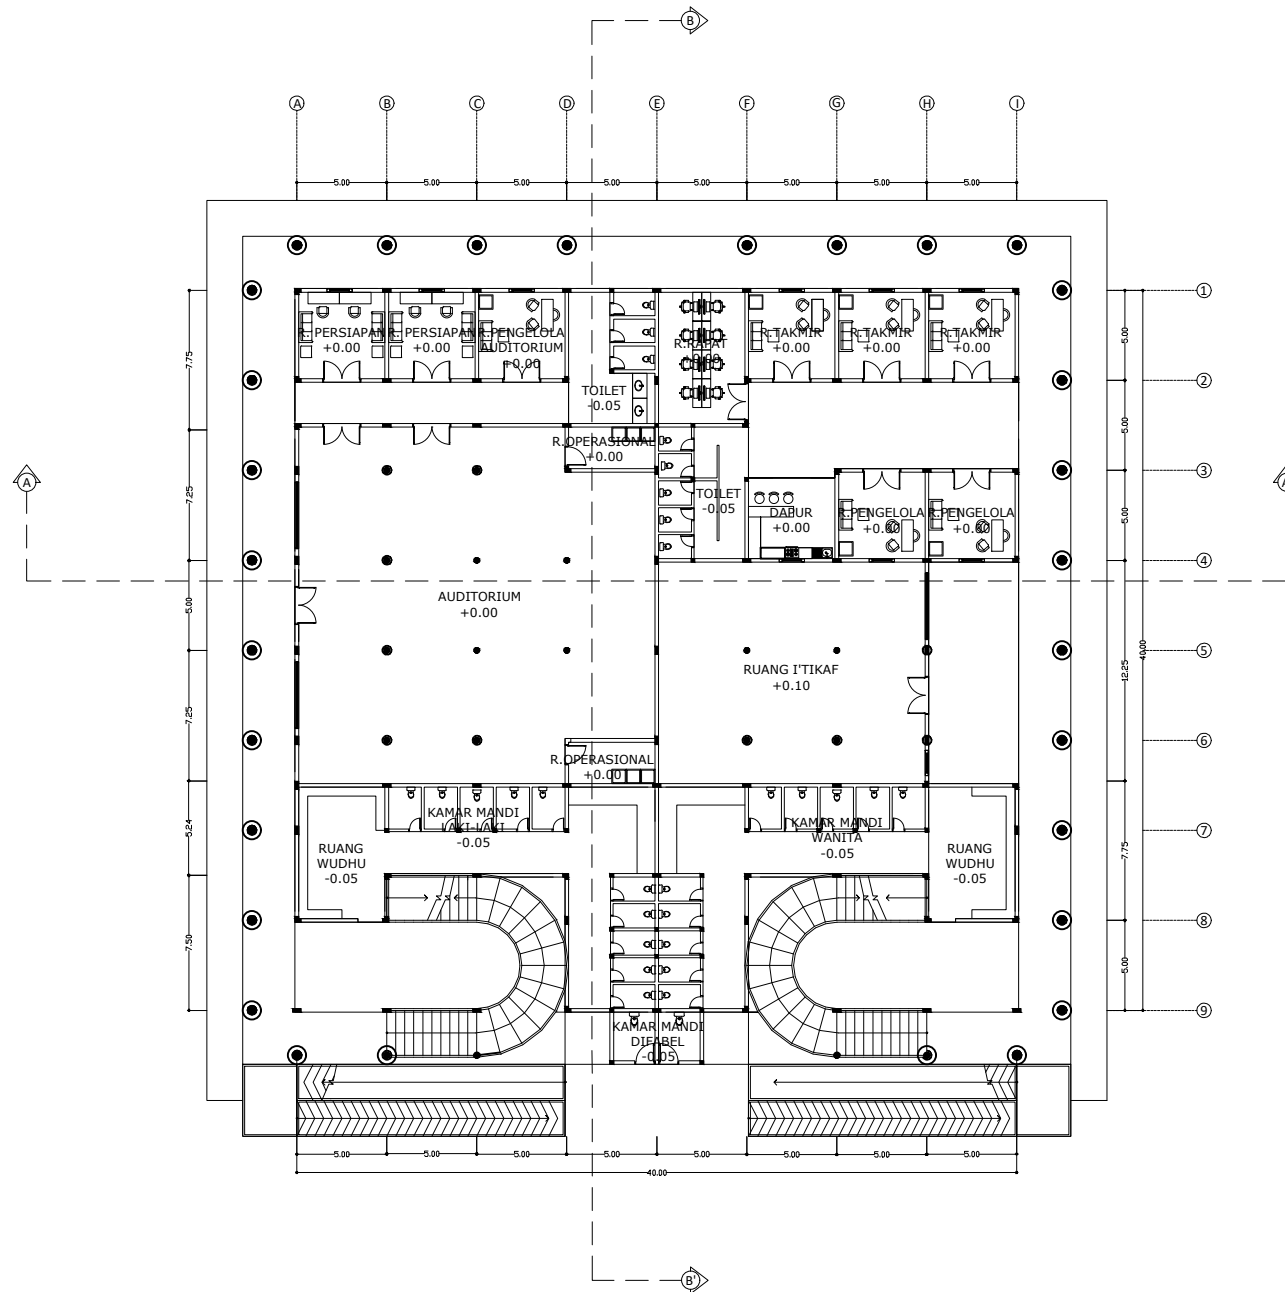 B
A B C D E F G H I
5.00 5.00 5.00 5.00 5.00 5.00 5.00 5.00
1
2
3
4
5
6
7
8
9
7.75
7.25
5.00
7.25
5.24
7.50
5.00
5.00
5.00
12.25
7.75
5.00
40.00
R. PERSIAPAN
+0.00
R. PERSIAPAN
+0.00
R.PENGELOLA
AUDITORIUM
+0.00
R.RAPAT
+0.00
R.TAKMIR
+0.00
R.TAKMIR
+0.00
R.TAKMIR
+0.00
TOILET
-0.05
R.OPERASIONAL
+0.00
A
A
TOILET
-0.05
DAPUR
+0.00
R.PENGELOLA
+0.00
R.PENGELOLA
+0.00
AUDITORIUM
+0.00
RUANG I'TIKAF
+0.10
R.OPERASIONAL
+0.00
KAMAR MANDI
LAKI-LAKI
-0.05
KAMAR MANDI
WANITA
-0.05
RUANG
WUDHU
-0.05
RUANG
WUDHU
-0.05
KAMAR MANDI
DIFABEL
-0.05
5.00 5.00 5.00 5.00 5.00 5.00 5.00 5.00
40.00
B'